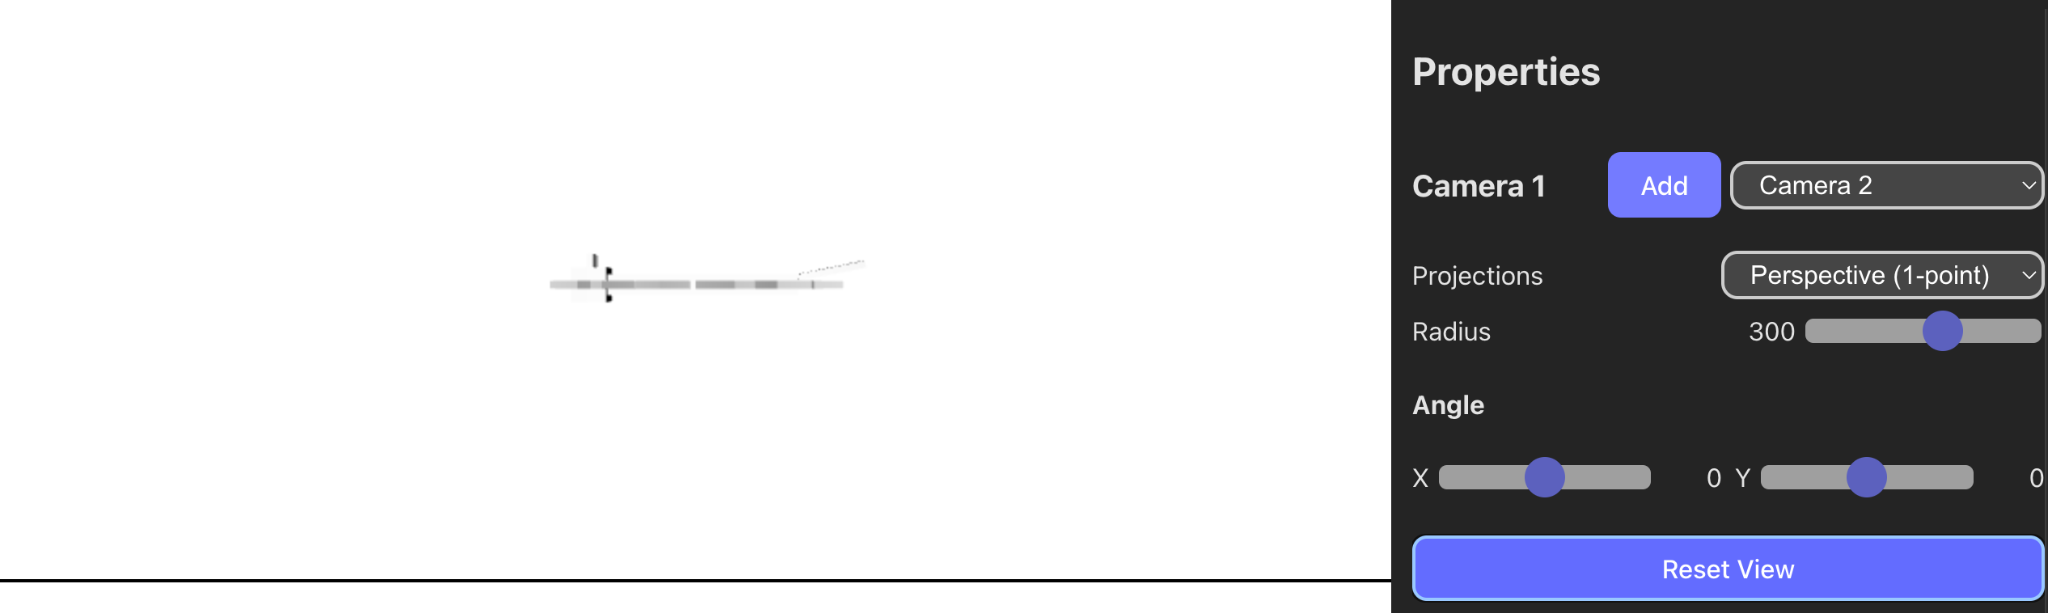 Properties
Camera 1 Add Camera 2
Projections Perspective (1-point)
Radius 300
Angle
X 0 Y 0
Reset View